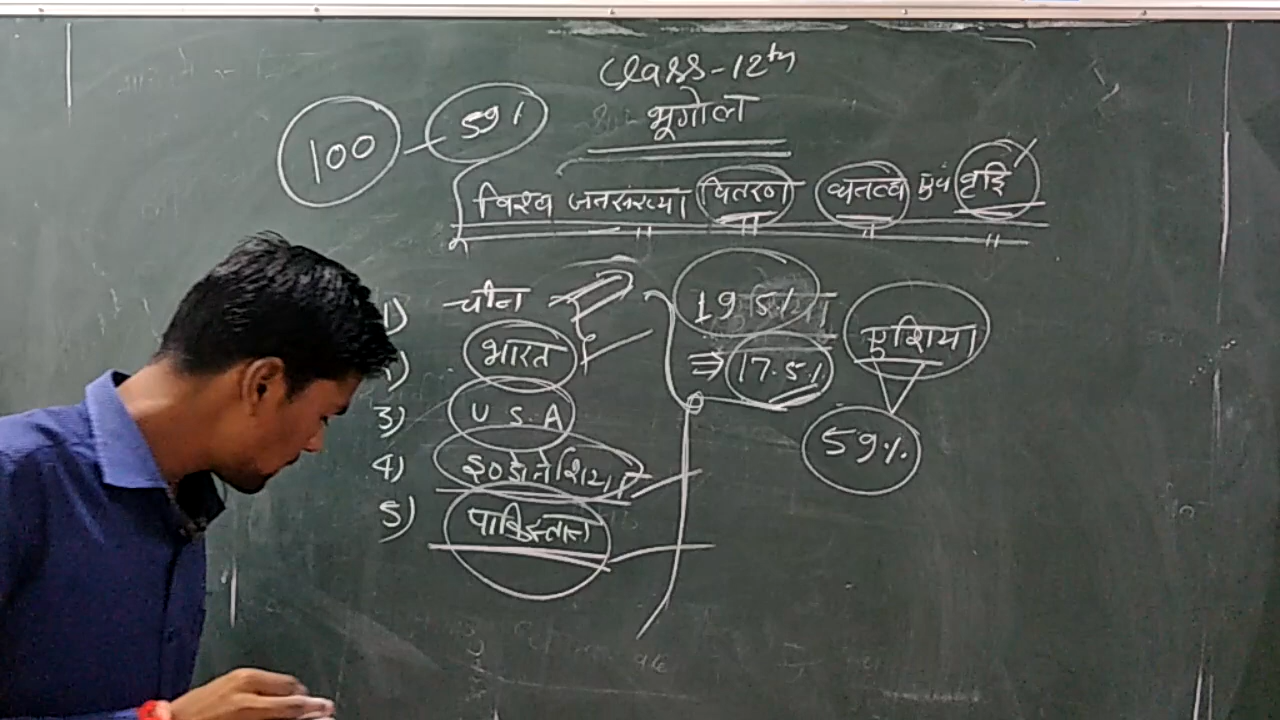 Class-12th
भूगोल
100 59%
विश्व जनसंख्या वितरण घनत्व एवं वृद्धि
1) चीन 19.5%
भारत ⇒ 17.5% एशिया
3) U.S.A 59%
4) इण्डोनेशिया
5) पाकिस्तान